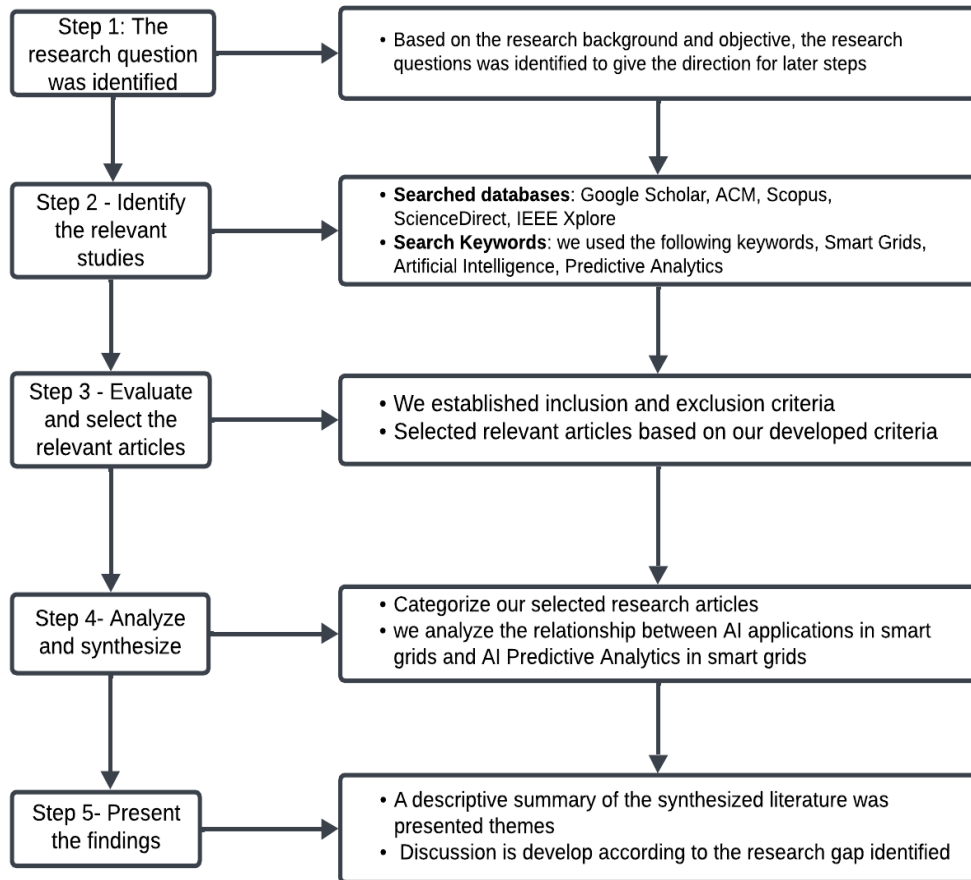 Step 1: The
research question
was identified
• Based on the research background and objective, the research
questions was identified to give the direction for later steps
Step 2 - Identify
the relevant
studies
• Searched databases: Google Scholar, ACM, Scopus,
ScienceDirect, IEEE Xplore
• Search Keywords: we used the following keywords, Smart Grids,
Artificial Intelligence, Predictive Analytics
Step 3 - Evaluate
and select the
relevant articles
• We established inclusion and exclusion criteria
• Selected relevant articles based on our developed criteria
Step 4- Analyze
and synthesize
• Categorize our selected research articles
• we analyze the relationship between AI applications in smart
grids and AI Predictive Analytics in smart grids
Step 5- Present
the findings
• A descriptive summary of the synthesized literature was
presented themes
• Discussion is develop according to the research gap identified